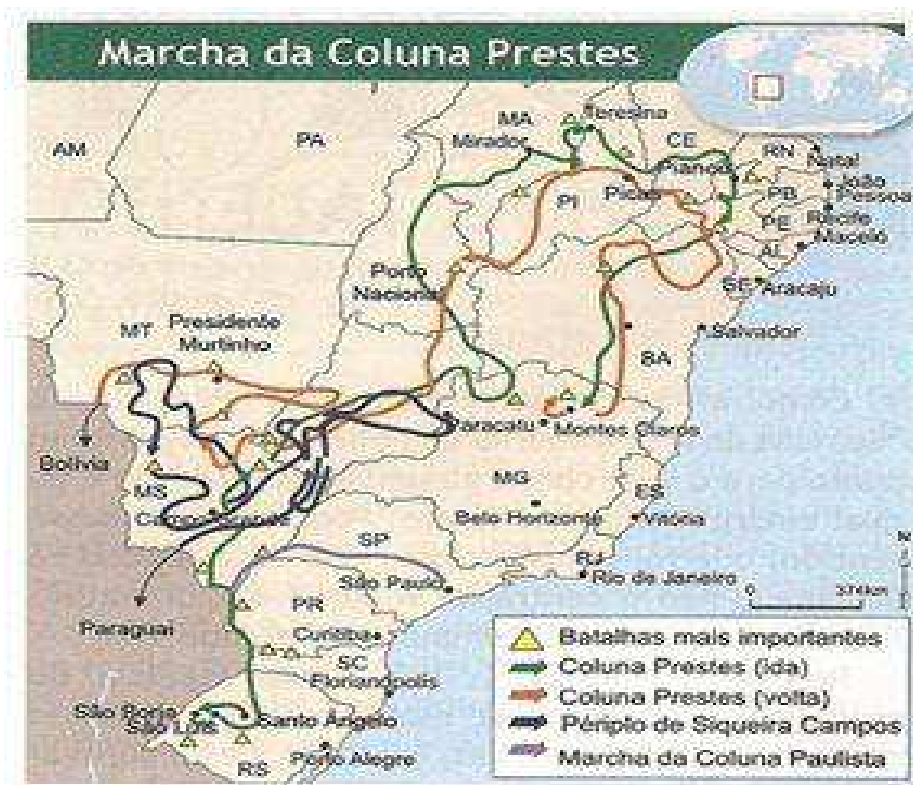 Marcha da Coluna Prestes
Teresina
MA
CE
Mirador
PA
AM
RN
Natal
Piancó
João
Pessoa
PB
Picos
PI
PE
Recife
Maceió
AL
Porto
Nacional
SE
Aracaju
MT
Presidente
Murtinho
Salvador
BA
Paracatu
Montes Claros
Bolívia
MS
MG
ES
Belo Horizonte
Vitória
SP
RJ
Rio de Janeiro
São Paulo
PR
Paraguai
Curitiba
SC
Florianópolis
São Borja
São Luís
Santo Ângelo
Porto Alegre
RS
N
0
Batalhas mais importantes
Coluna Prestes (ida)
Coluna Prestes (volta)
Périplo de Siqueira Campos
Marcha da Coluna Paulista